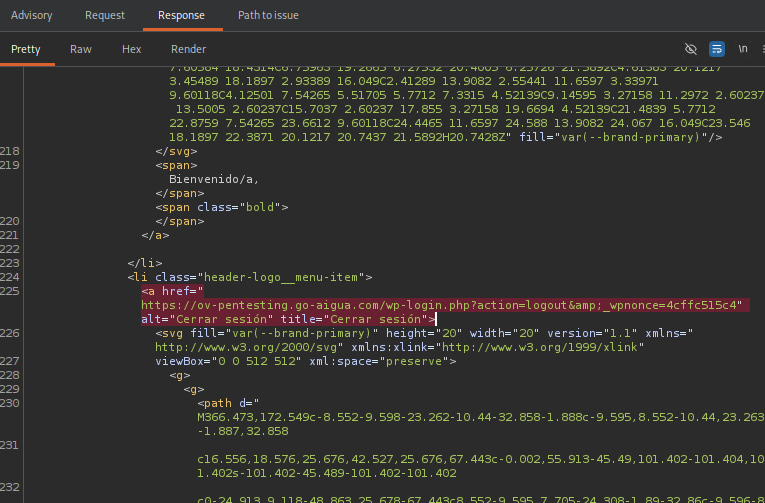 Advisory Request Response Path to issue
Pretty Raw Hex Render \n
3.45489 18.1897 2.93389 16.049C2.41289 13.9082 2.55441 11.6597 3.33971
9.60118C4.12501 7.54265 5.51705 5.7712 7.3315 4.52139C9.14595 3.27158 11.2972 2.60237
13.5005 2.60237C15.7037 2.60237 17.855 3.27158 19.6694 4.52139C21.4839 5.7712
22.8759 7.54265 23.6612 9.60118C24.4465 11.6597 24.588 13.9082 24.067 16.049C23.546
18.1897 22.3871 20.1217 20.7437 21.5892H20.7428Z" fill="var(--brand-primary)"/>
218 </svg>
219 <span>
Bienvenido/a,
</span>
<span class="bold">
220 </span>
221 </a>
222
223 </li>
224 <li class="header-logo__menu-item">
225 <a href="
https://ov-pentesting.go-aigua.com/wp-login.php?action=logout&amp;_wpnonce=4cffc515c4"
alt="Cerrar sesión" title="Cerrar sesión">
226 <svg fill="var(--brand-primary)" height="20" width="20" version="1.1" xmlns="
http://www.w3.org/2000/svg" xmlns:xlink="http://www.w3.org/1999/xlink"
227 viewBox="0 0 512 512" xml:space="preserve">
228 <g>
229 <g>
230 <path d="
M366.473,172.549c-8.552-9.598-23.262-10.44-32.858-1.888c-9.595,8.552-10.44,23.263
-1.887,32.858
231
c16.556,18.576,25.676,42.527,25.676,67.443c-0.002,55.913-45.49,101.402-101.404,10
1.402s-101.402-45.489-101.402-101.402
232